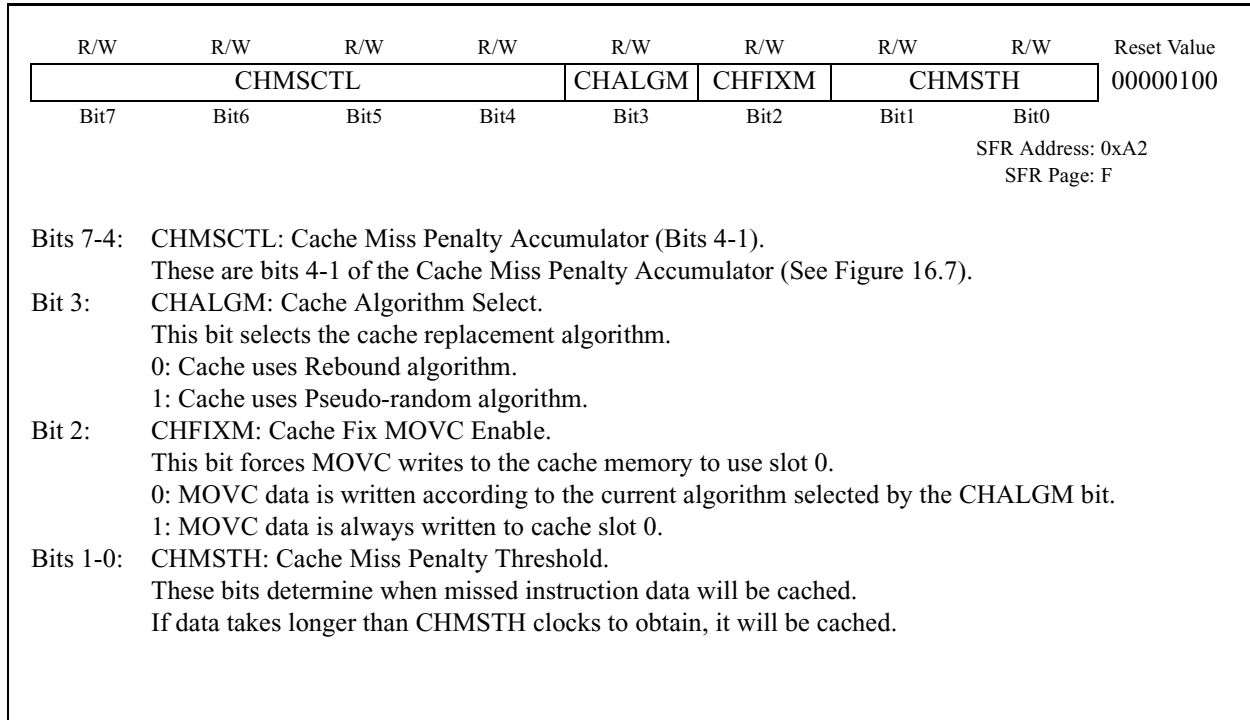 R/W R/W R/W R/W R/W R/W R/W R/W Reset Value
CHMSCTL CHALGM CHFIXM CHMSTH 00000100
Bit7 Bit6 Bit5 Bit4 Bit3 Bit2 Bit1 Bit0
SFR Address: 0xA2
SFR Page: F
Bits 7-4: CHMSCTL: Cache Miss Penalty Accumulator (Bits 4-1).
These are bits 4-1 of the Cache Miss Penalty Accumulator (See Figure 16.7).
Bit 3: CHALGM: Cache Algorithm Select.
This bit selects the cache replacement algorithm.
0: Cache uses Rebound algorithm.
1: Cache uses Pseudo-random algorithm.
Bit 2: CHFIXM: Cache Fix MOVC Enable.
This bit forces MOVC writes to the cache memory to use slot 0.
0: MOVC data is written according to the current algorithm selected by the CHALGM bit.
1: MOVC data is always written to cache slot 0.
Bits 1-0: CHMSTH: Cache Miss Penalty Threshold.
These bits determine when missed instruction data will be cached.
If data takes longer than CHMSTH clocks to obtain, it will be cached.